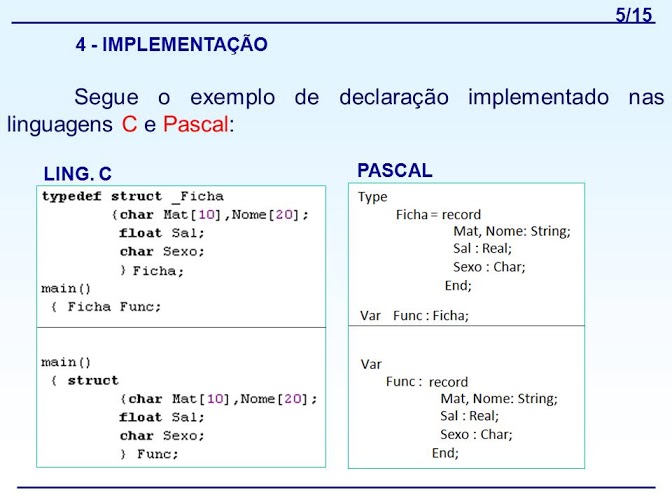 5/15
4 - IMPLEMENTAÇÃO
Segue o exemplo de declaração implementado nas
linguagens C e Pascal:
LING. C
typedef struct _Ficha
{char Mat[10],Nome[20];
float Sal;
char Sexo;
} Ficha;
main()
{ Ficha Func;
main()
{ struct
{char Mat[10],Nome[20];
float Sal;
char Sexo;
} Func;
PASCAL
Type
Ficha = record
Mat, Nome: String;
Sal : Real;
Sexo : Char;
End;
Var Func : Ficha;
Var
Func : record
Mat, Nome: String;
Sal : Real;
Sexo : Char;
End;